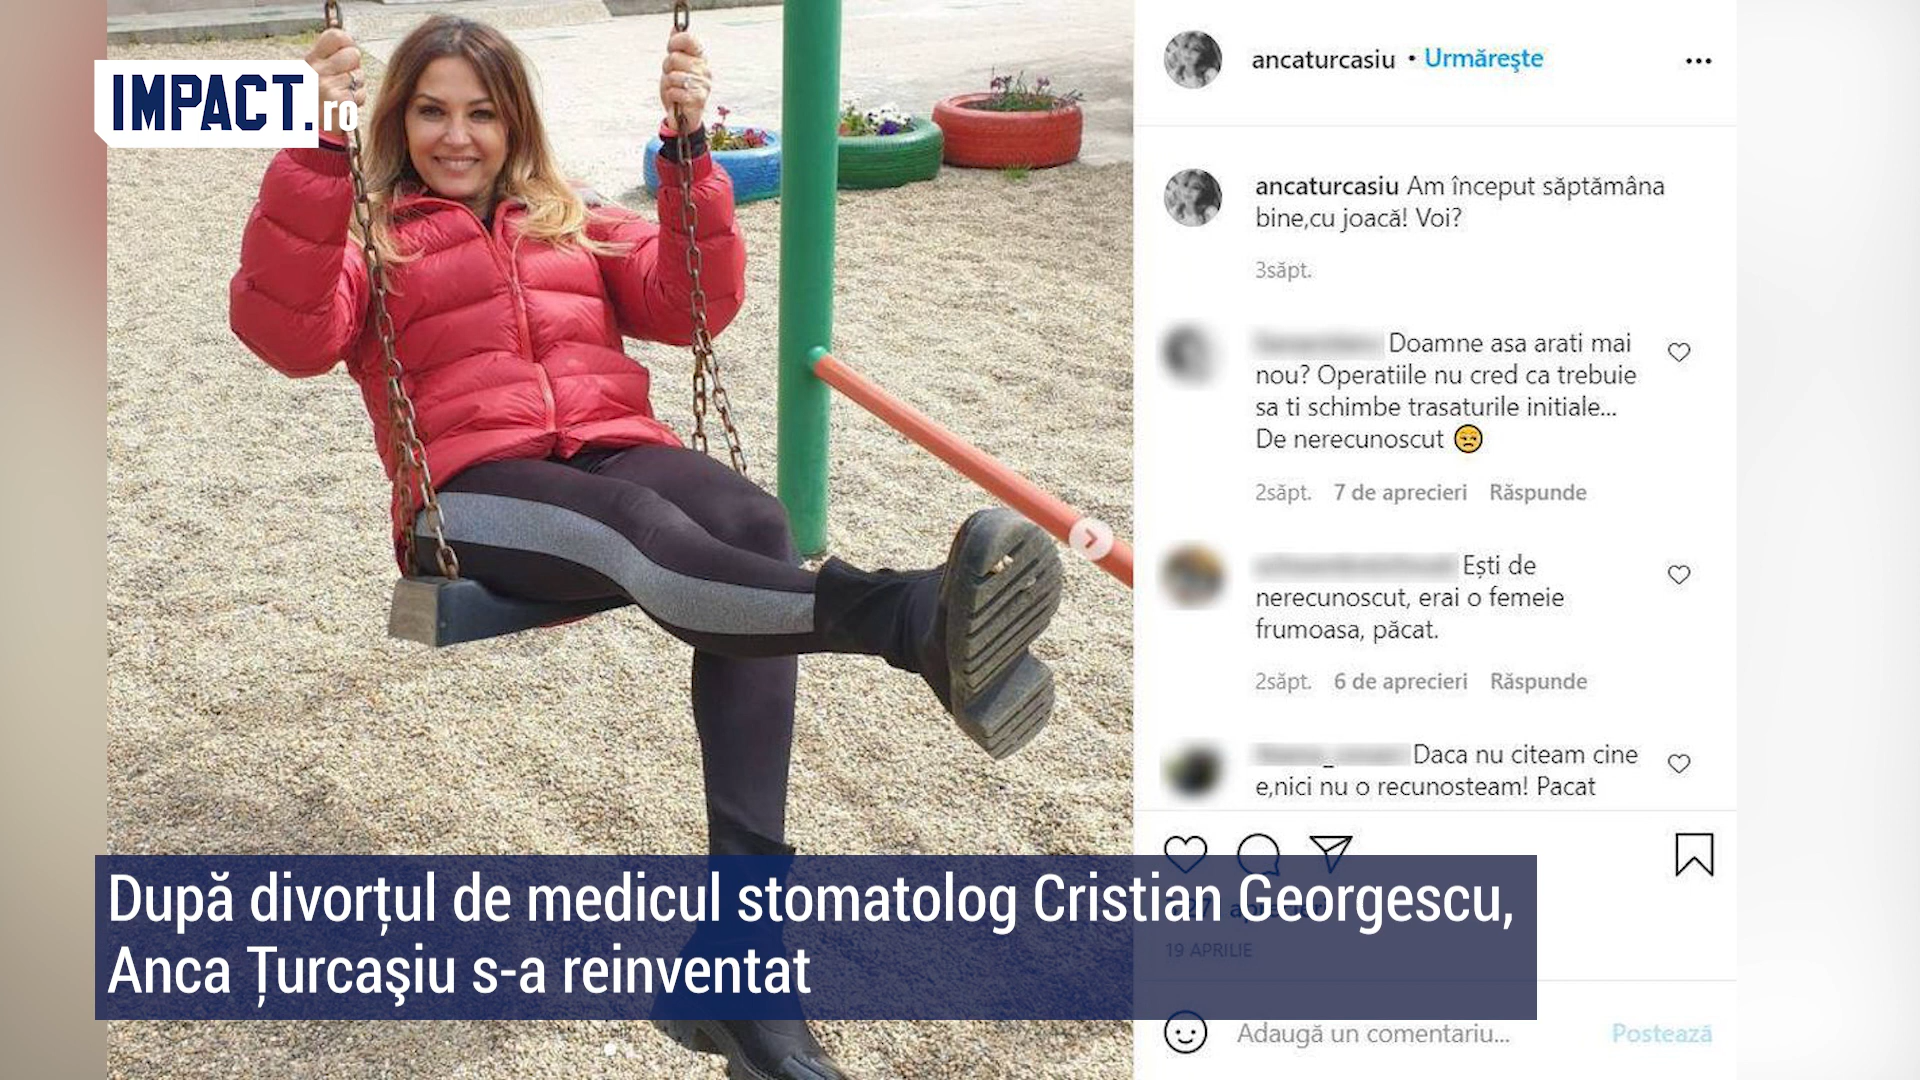 IMPACT.ro
ancaturcasiu • Urmărește
ancaturcasiu Am început săptămâna
bine,cu joacă! Voi?
3săpt.
Doamne asa arati mai
nou? Operatiile nu cred ca trebuie
sa ti schimbe trasaturile initiale...
De nerecunoscut
2săpt. 7 de aprecieri Răspunde
Ești de
nerecunoscut, erai o femeie
frumoasa, păcat.
2săpt. 6 de aprecieri Răspunde
Daca nu citeam cine
e,nici nu o recunosteam! Pacat
După divorțul de medicul stomatolog Cristian Georgescu,
Anca Țurcaşiu s-a reinventat
19 APRILIE
Adaugă un comentariu...
Postează